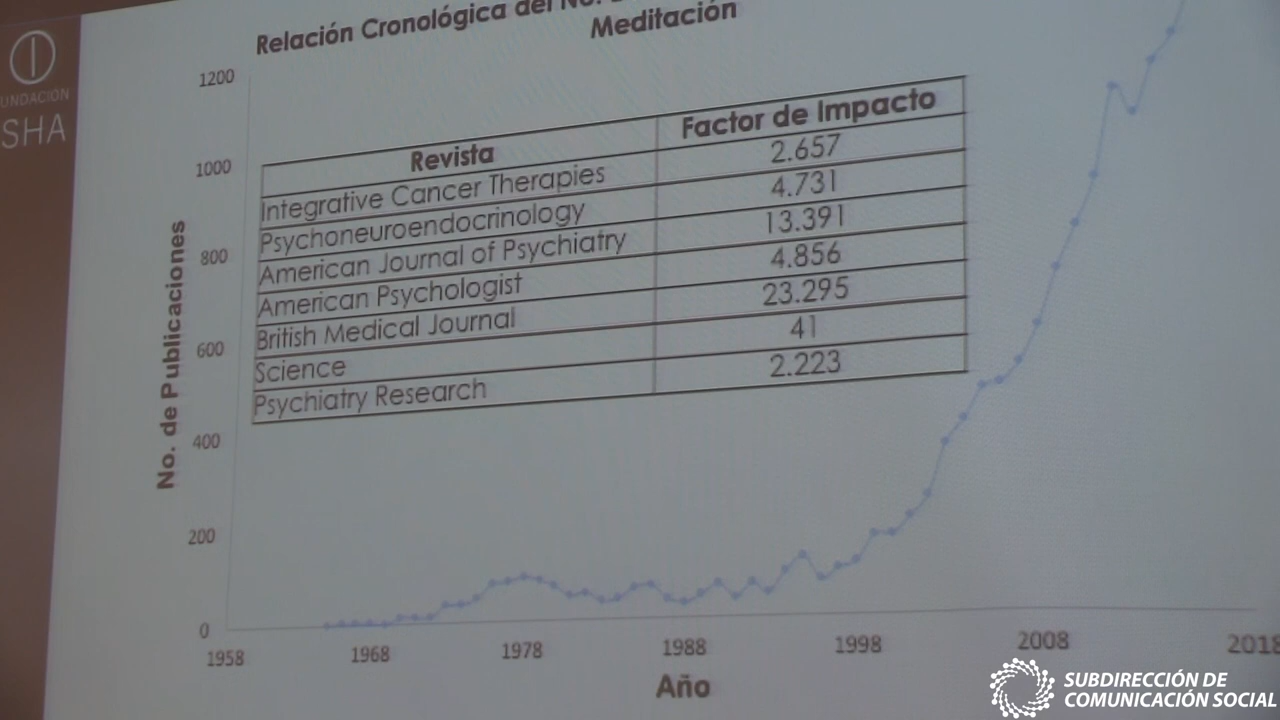 Relación Cronológica del No.
Meditación
UNDACION
SHA
1200
1000
800
600
400
200
0
No. de Publicaciones
Revista Factor de Impacto
Integrative Cancer Therapies 2.657
Psychoneuroendocrinology 4.731
American Journal of Psychiatry 13.391
American Psychologist 4.856
British Medical Journal 23.295
Science 41
Psychiatry Research 2.223
1958 1968 1978 1988 1998 2008 2018
Año
SUBDIRECCIÓN DE
COMUNICACIÓN SOCIAL